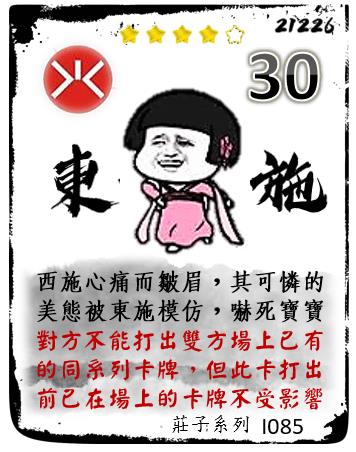 21226
30
東 施
西施心痛而皺眉，其可憐的
美態被東施模仿，嚇死寶寶
對方不能打出雙方場上已有
的同系列卡牌，但此卡打出
前已在場上的卡牌不受影響
莊子系列 I085